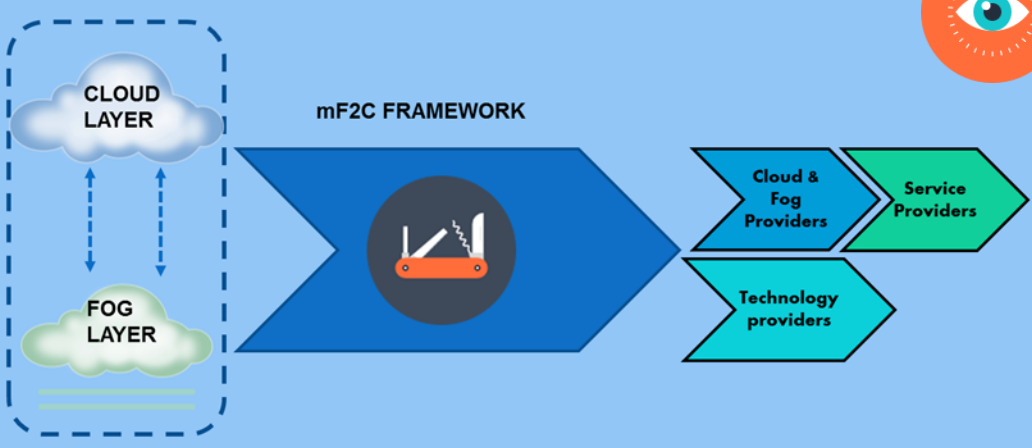 CLOUD
LAYER
FOG
LAYER
mF2C FRAMEWORK
Cloud &
Fog
Providers
Service
Providers
Technology
providers